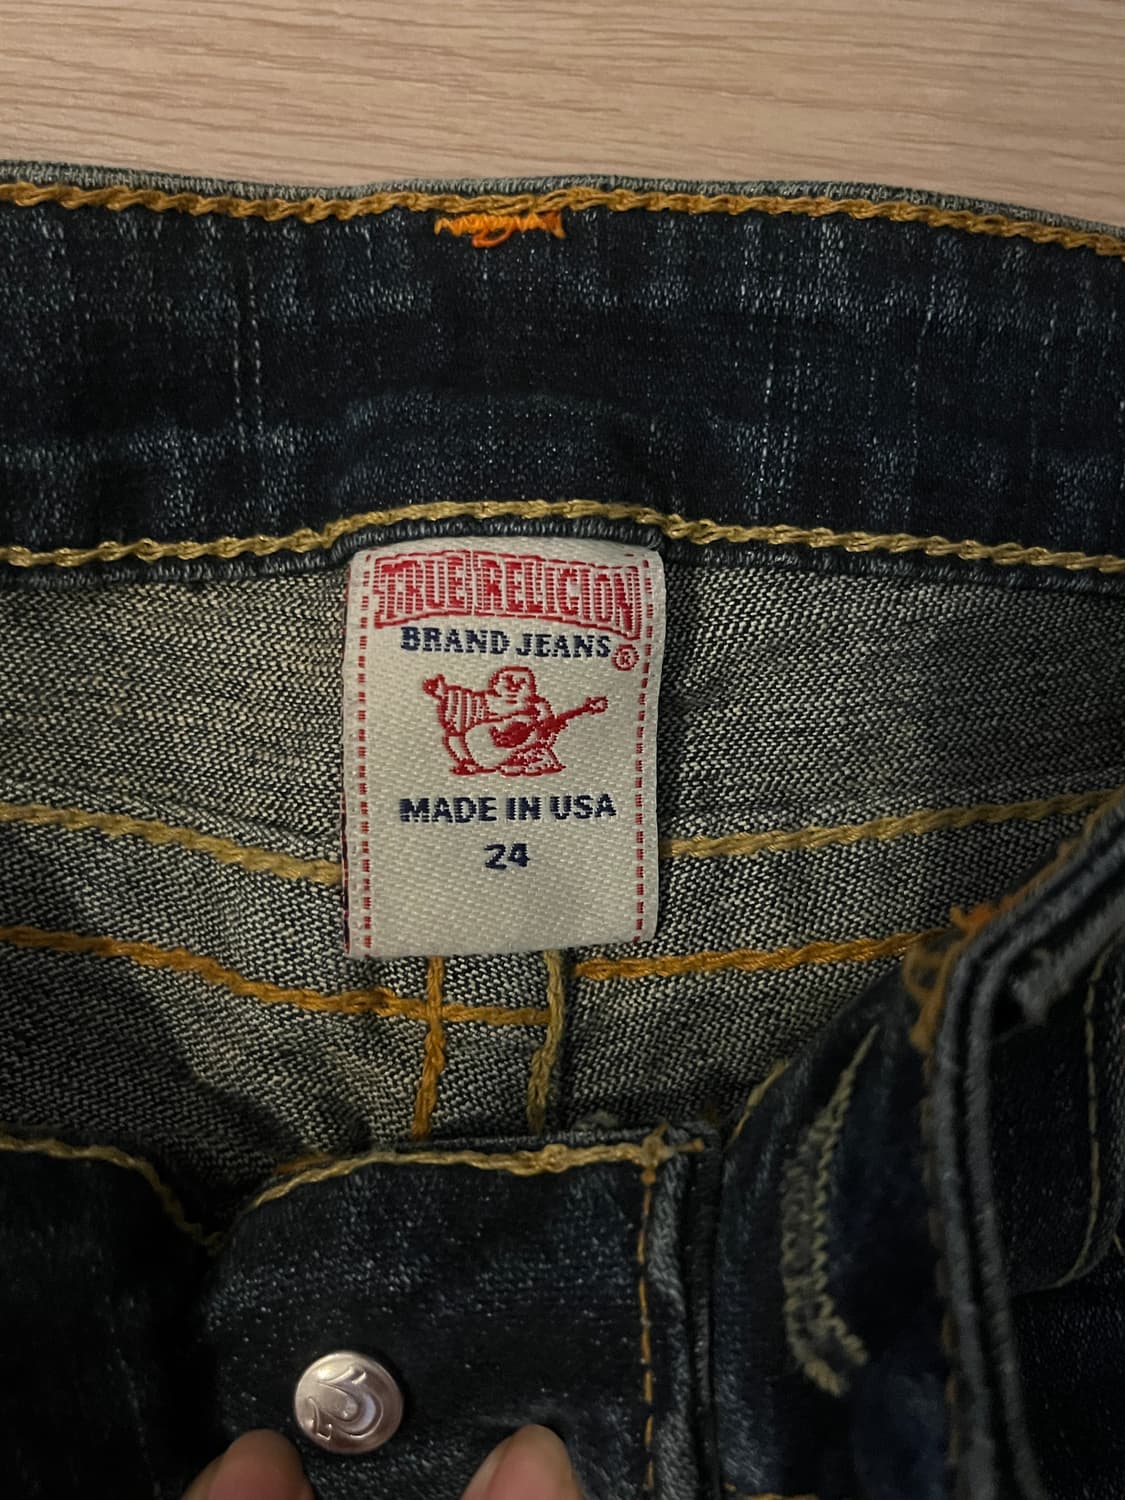 TRUE RELIGION
BRAND JEANS ®
MADE IN USA
24